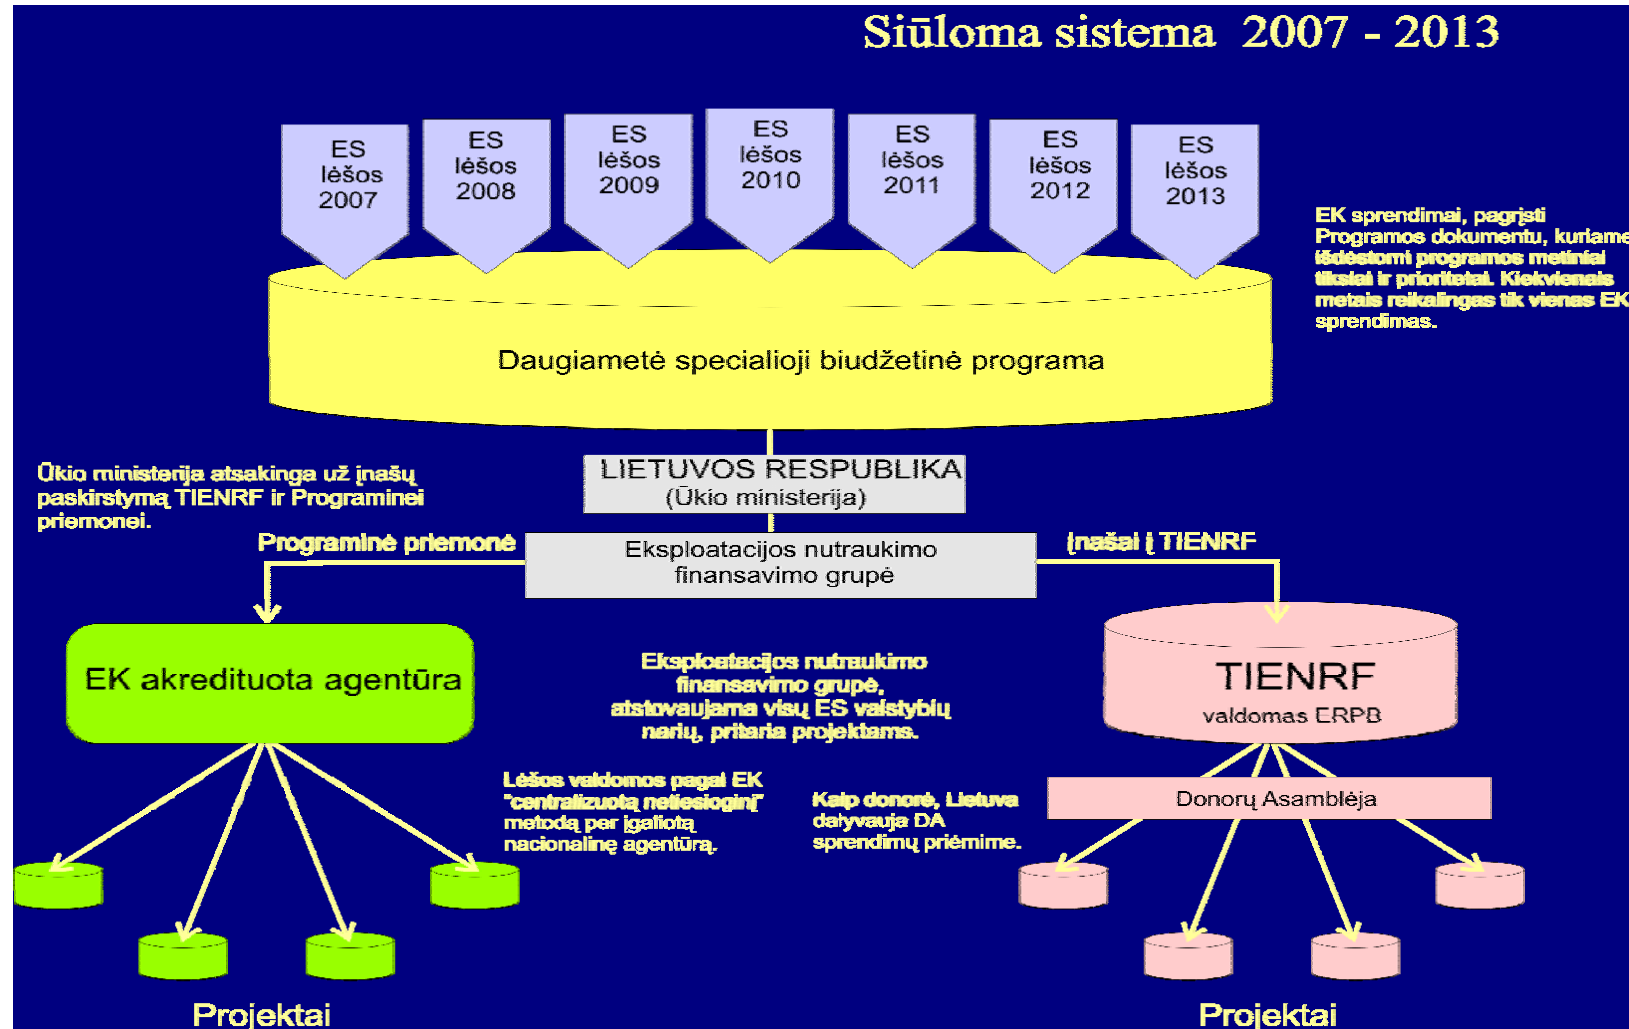 Siūloma sistema 2007 - 2013
ES
lėšos
2007
ES
lėšos
2008
ES
lėšos
2009
ES
lėšos
2010
ES
lėšos
2011
ES
lėšos
2012
ES
lėšos
2013
EK sprendimai, pagrįsti
Programos dokumentu, kuriame
išdėstomi programos metiniai
tikslai ir prioritetai. Kiekvienais
metais reikalingas tik vienas EK
sprendimas.
Daugiametė specialioji biudžetinė programa
LIETUVOS RESPUBLIKA
(Ūkio ministerija)
Ūkio ministerija atsakinga už įnašų
paskirstymą TIENRF ir Programinei
priemonei.
Programinė priemonė
Eksploatacijos nutraukimo
finansavimo grupė
Įnašai į TIENRF
EK akredituota agentūra
Eksploatacijos nutraukimo
finansavimo grupė,
atstovaujama visų ES valstybių
narių, pritaria projektams.
TIENRF
valdomas ERPB
Lėšos valdomos pagal EK
"centralizuotą netiesioginį"
metodą per įgaliotą
nacionalinę agentūrą.
Kaip donorė, Lietuva
dalyvauja DA
sprendimų priėmime.
Donorų Asamblėja
Projektai
Projektai